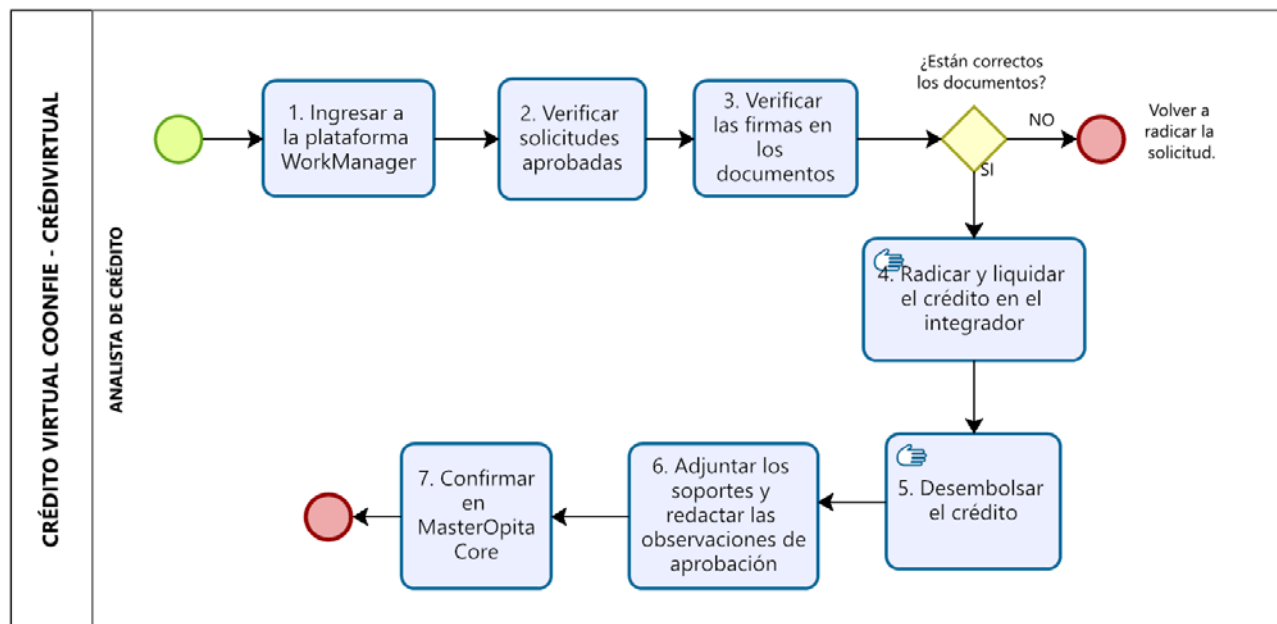 CRÉDITO VIRTUAL COONFIE - CRÉDIVIRTUAL
ANALISTA DE CRÉDITO
1. Ingresar a
la plataforma
WorkManager
2. Verificar
solicitudes
aprobadas
3. Verificar
las firmas en
los
documentos
¿Están correctos
los documentos?
NO
SI
Volver a
radicar la
solicitud.
4. Radicar y liquidar
el crédito en el
integrador
5. Desembolsar
el crédito
6. Adjuntar los
soportes y
redactar las
observaciones de
aprobación
7. Confirmar
en
MasterOpita
Core